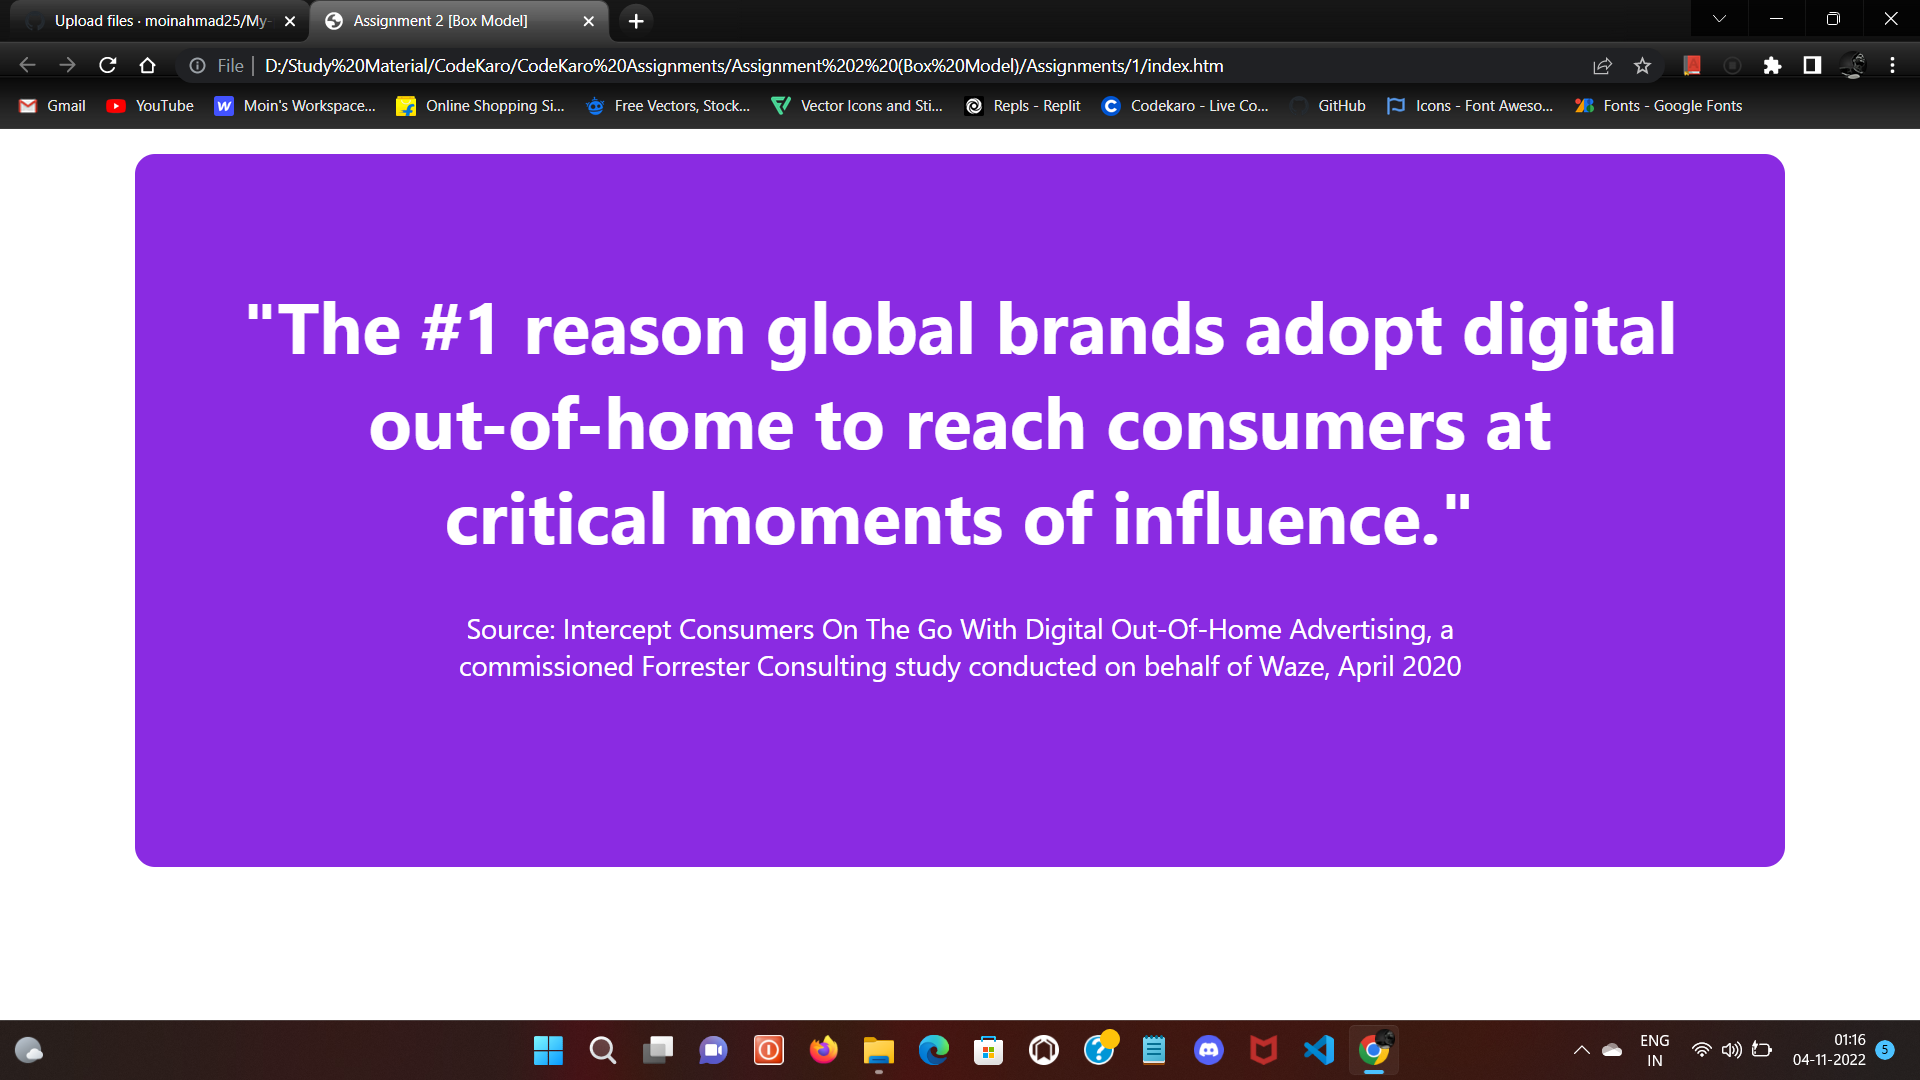 Upload files · moinahmad25/My-
Assignment 2 [Box Model]
File
D:/Study%20Material/CodeKaro/CodeKaro%20Assignments/Assignment%202%20(Box%20Model)/Assignments/1/index.htm
Gmail
YouTube
Moin's Workspace...
Online Shopping Si...
Free Vectors, Stock...
Vector Icons and Sti...
Repls - Replit
Codekaro - Live Co...
GitHub
Icons - Font Aweso...
Fonts - Google Fonts
"The #1 reason global brands adopt digital
out-of-home to reach consumers at
critical moments of influence."
Source: Intercept Consumers On The Go With Digital Out-Of-Home Advertising, a
commissioned Forrester Consulting study conducted on behalf of Waze, April 2020
ENG
IN
01:16
04-11-2022
5